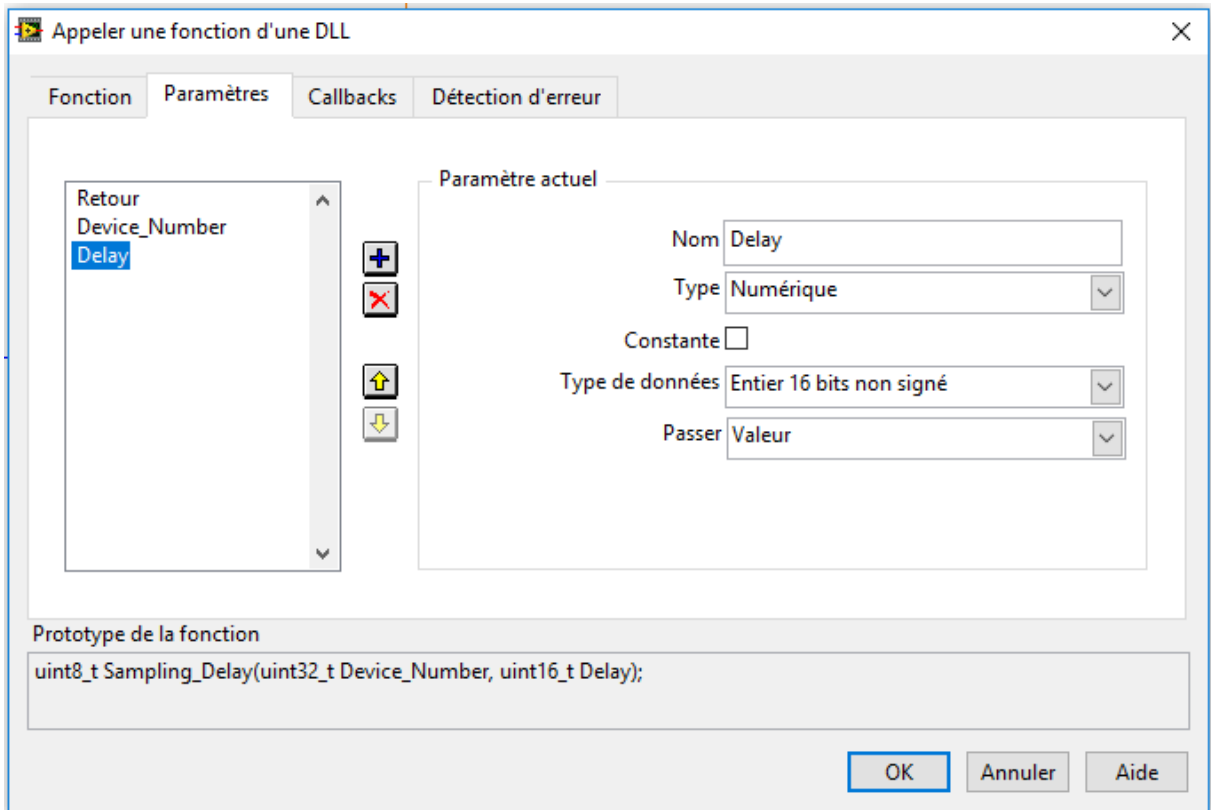 Appeler une fonction d'une DLL
Fonction Paramètres Callbacks Détection d'erreur
Retour
Device_Number
Delay
Paramètre actuel
Nom Delay
Type Numérique
Constante
Type de données Entier 16 bits non signé
Passer Valeur
Prototype de la fonction
uint8_t Sampling_Delay(uint32_t Device_Number, uint16_t Delay);
OK Annuler Aide